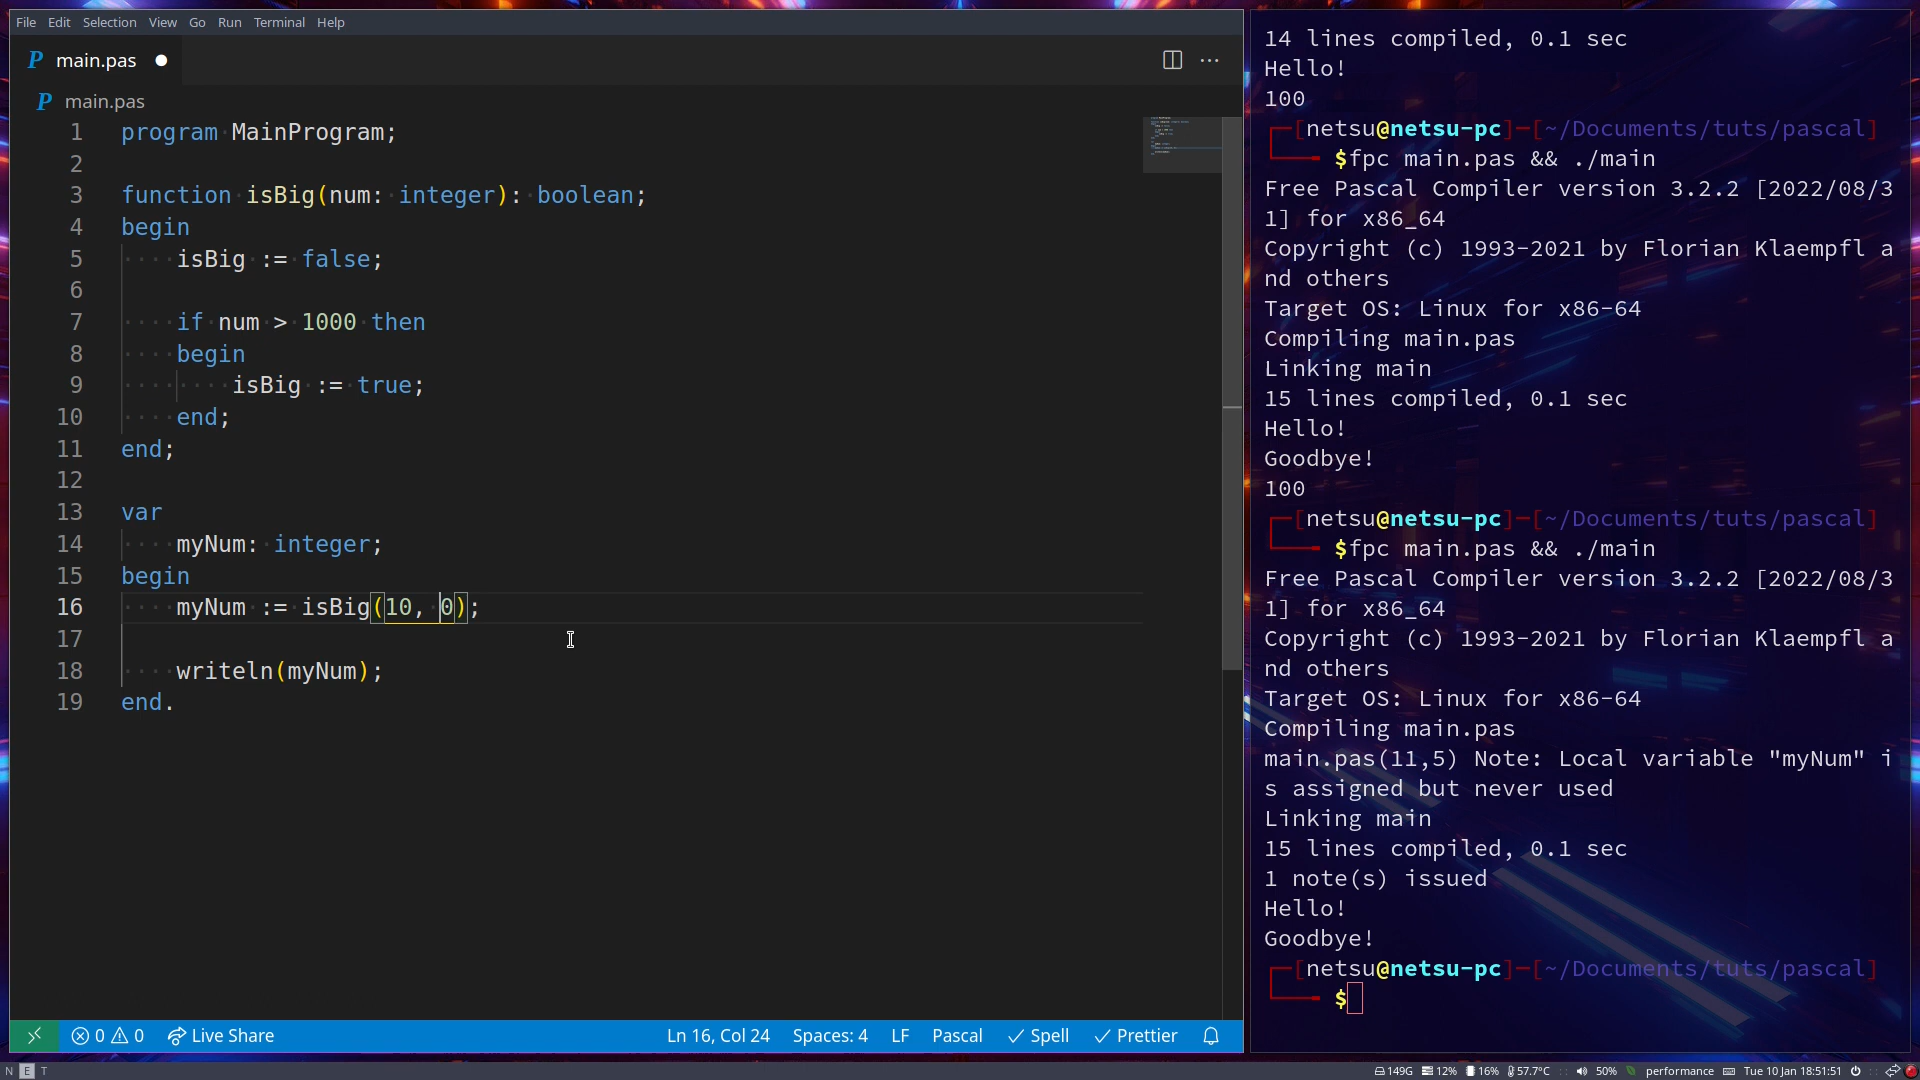 File Edit Selection View Go Run Terminal Help
P main.pas
P main.pas
1 program MainProgram;
2
3 function isBig(num: integer): boolean;
4 begin
5 isBig := false;
6
7 if num > 1000 then
8 begin
9 isBig := true;
10 end;
11 end;
12
13 var
14 myNum: integer;
15 begin
16 myNum := isBig(10, 0);
17
18 writeln(myNum);
19 end.
0 0 Live Share Ln 16, Col 24 Spaces: 4 LF Pascal Spell Prettier
14 lines compiled, 0.1 sec
Hello!
100
[netsu@netsu-pc]-[~/Documents/tuts/pascal]
$fpc main.pas && ./main
Free Pascal Compiler version 3.2.2 [2022/08/3
1] for x86_64
Copyright (c) 1993-2021 by Florian Klaempfl a
nd others
Target OS: Linux for x86-64
Compiling main.pas
Linking main
15 lines compiled, 0.1 sec
Hello!
Goodbye!
100
[netsu@netsu-pc]-[~/Documents/tuts/pascal]
$fpc main.pas && ./main
Free Pascal Compiler version 3.2.2 [2022/08/3
1] for x86_64
Copyright (c) 1993-2021 by Florian Klaempfl a
nd others
Target OS: Linux for x86-64
Compiling main.pas
main.pas(11,5) Note: Local variable "myNum" i
s assigned but never used
Linking main
15 lines compiled, 0.1 sec
1 note(s) issued
Hello!
Goodbye!
[netsu@netsu-pc]-[~/Documents/tuts/pascal]
$
N E T 149G 12% 16% 57.7°C 50% performance Tue 10 Jan 18:51:51